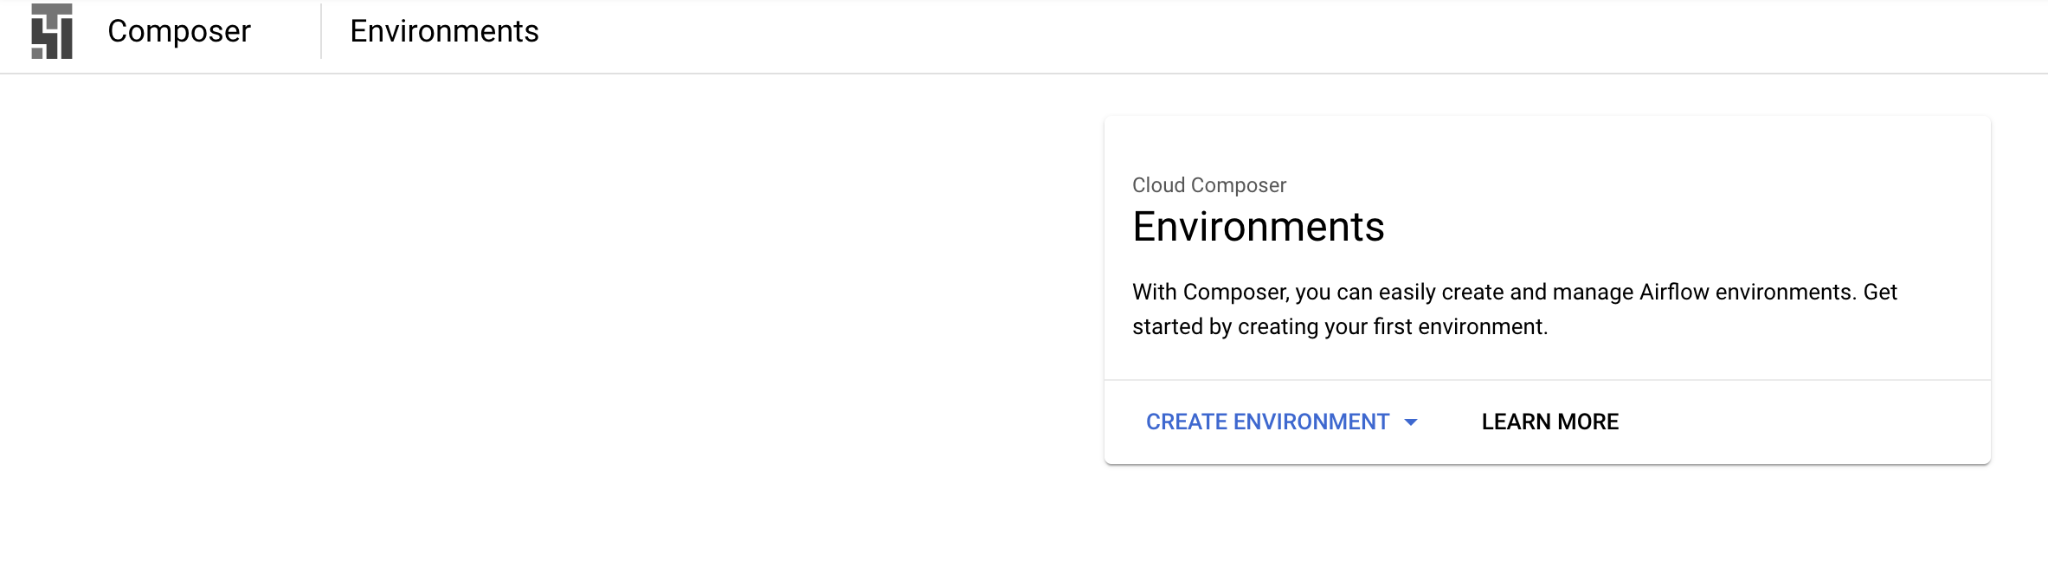 Composer
Environments
Cloud Composer
Environments
With Composer, you can easily create and manage Airflow environments. Get
started by creating your first environment.
CREATE ENVIRONMENT
LEARN MORE